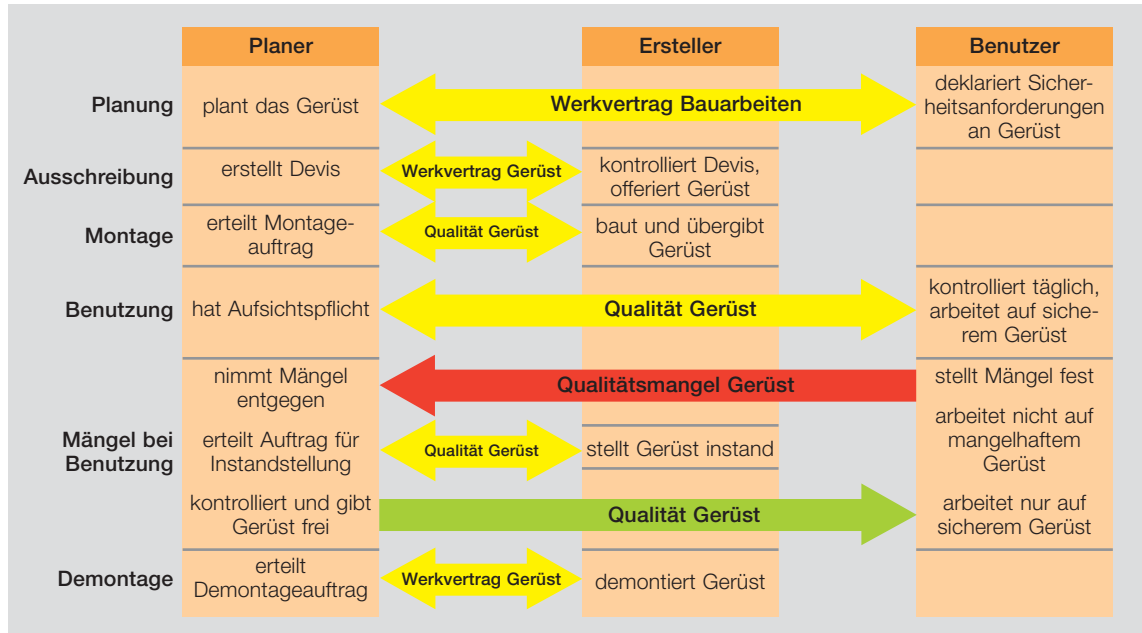 Planer
Ersteller
Benutzer
Planung
plant das Gerüst
Werkvertrag Bauarbeiten
deklariert Sicher-
heitsanforderungen
an Gerüst
Ausschreibung
erstellt Devis
Werkvertrag Gerüst
kontrolliert Devis,
offeriert Gerüst
Montage
erteilt Montage-
auftrag
Qualität Gerüst
baut und übergibt
Gerüst
Benutzung
hat Aufsichtspflicht
Qualität Gerüst
kontrolliert täglich,
arbeitet auf siche-
rem Gerüst
Mängel bei
Benutzung
nimmt Mängel
entgegen
Qualitätsmangel Gerüst
stellt Mängel fest
erteilt Auftrag für
Instandstellung
Qualität Gerüst
stellt Gerüst instand
arbeitet nicht auf
mangelhaftem
Gerüst
kontrolliert und gibt
Gerüst frei
Qualität Gerüst
arbeitet nur auf
sicherem Gerüst
Demontage
erteilt
Demontageauftrag
Werkvertrag Gerüst
demontiert Gerüst